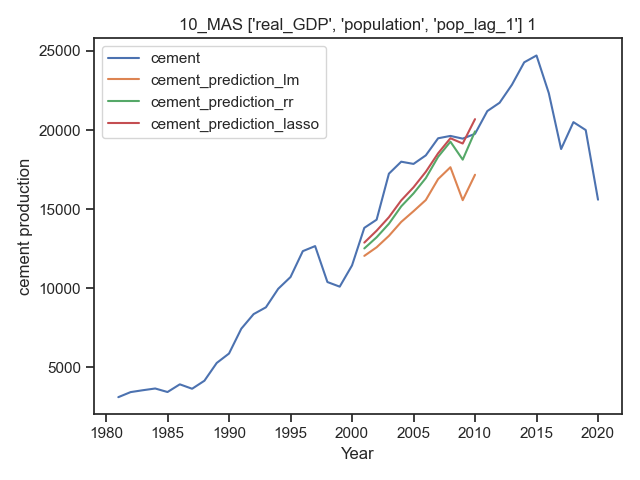 10_MAS ['real_GDP', 'population', 'pop_lag_1'] 1
cement
cement_prediction_lm
cement_prediction_rr
cement_prediction_lasso
25000
20000
15000
10000
5000
cement production
1980 1985 1990 1995 2000 2005 2010 2015 2020
Year